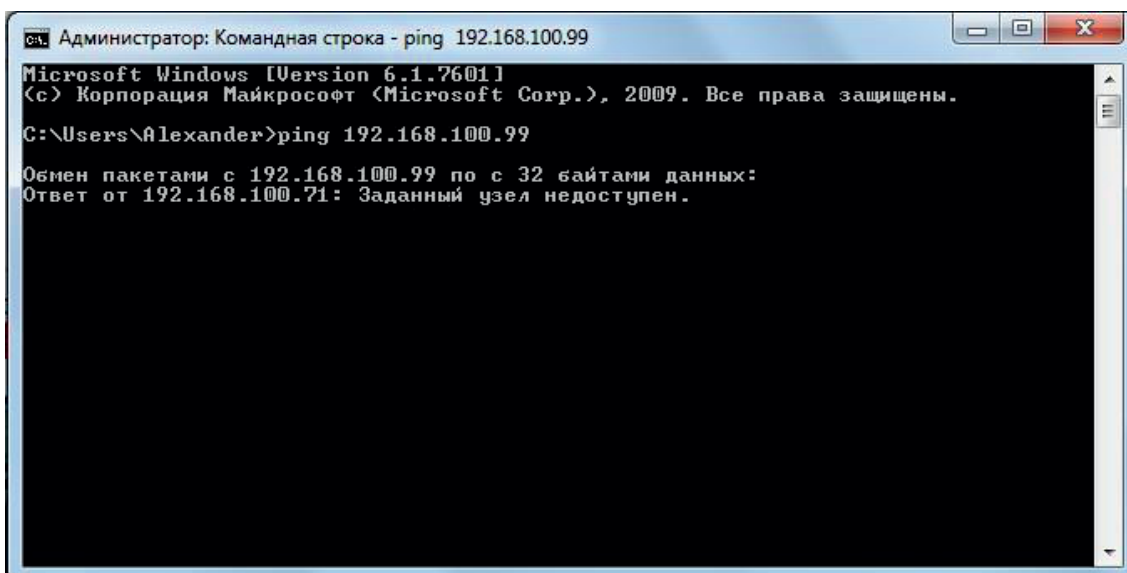 Администратор: Командная строка - ping 192.168.100.99
Microsoft Windows [Version 6.1.7601]
(c) Корпорация Майкрософт (Microsoft Corp.), 2009. Все права защищены.
C:\Users\Alexander>ping 192.168.100.99
Обмен пакетами с 192.168.100.99 по с 32 байтами данных:
Ответ от 192.168.100.71: Заданный узел недоступен.